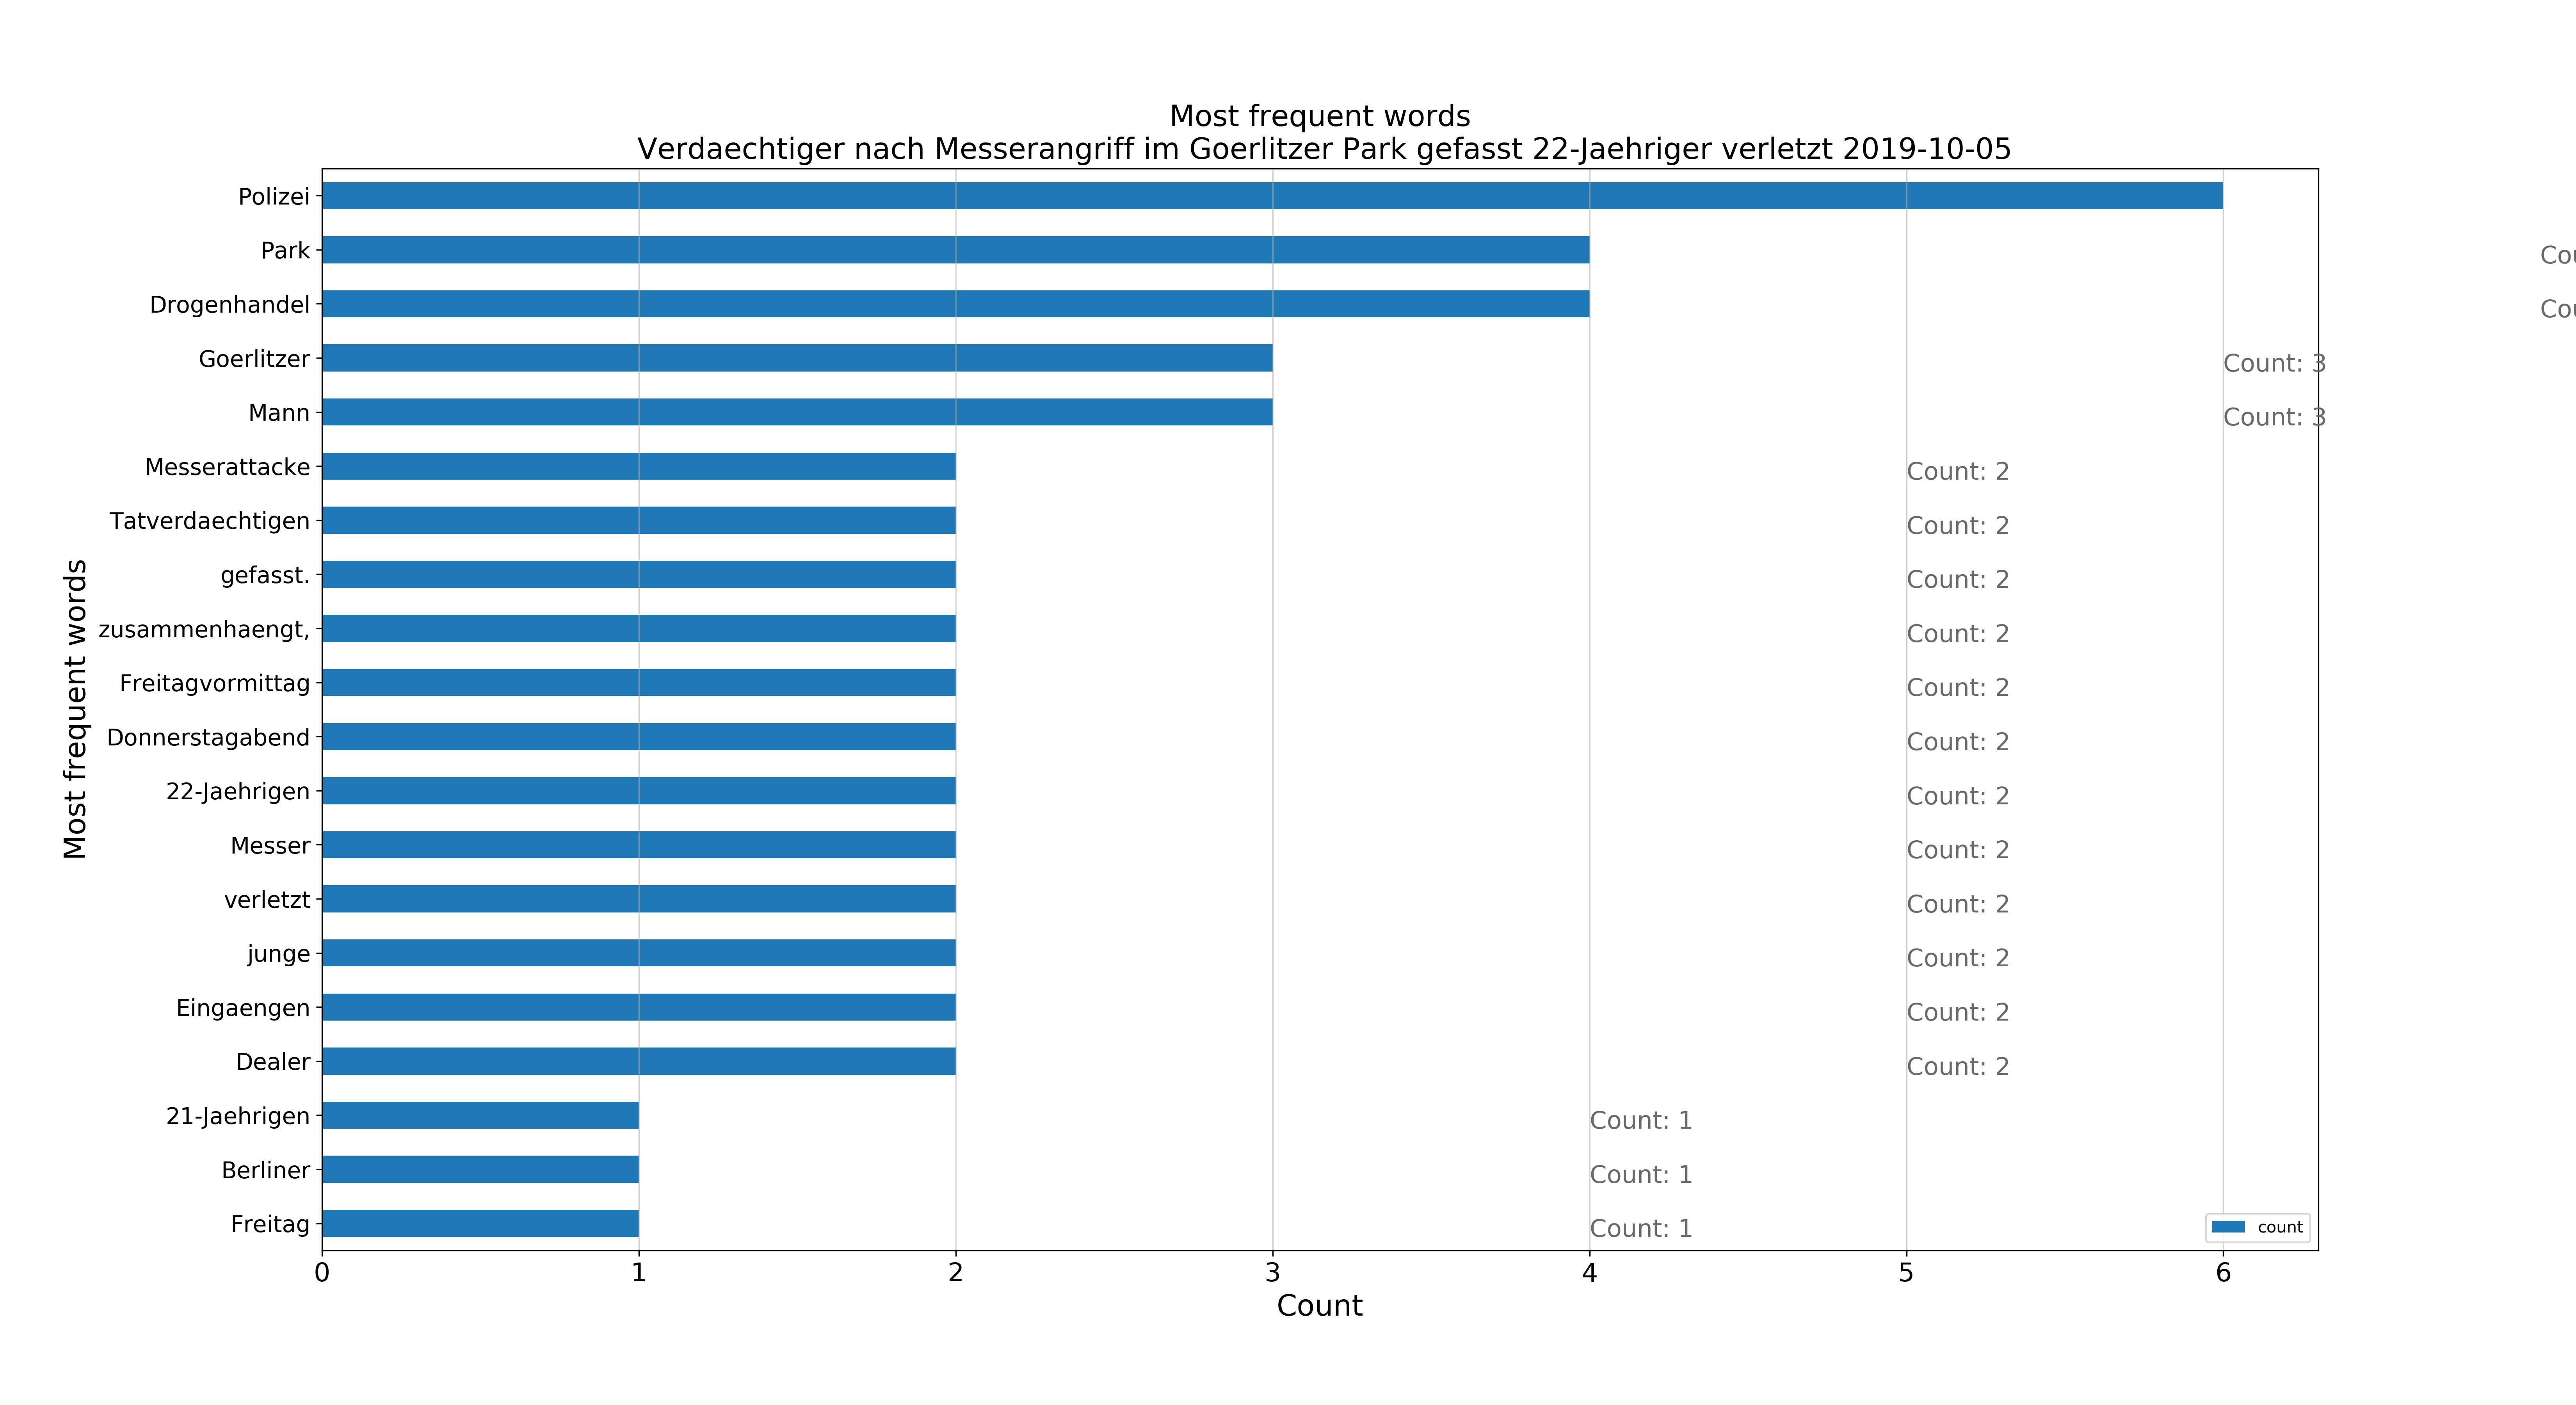 Most frequent words
Verdaechtiger nach Messerangriff im Goerlitzer Park gefasst 22-Jaehriger verletzt 2019-10-05
Most frequent words
Polizei
Park
Drogenhandel
Goerlitzer Count: 3
Mann Count: 3
Messerattacke Count: 2
Tatverdaechtigen Count: 2
gefasst. Count: 2
zusammenhaengt, Count: 2
Freitagvormittag Count: 2
Donnerstagabend Count: 2
22-Jaehrigen Count: 2
Messer Count: 2
verletzt Count: 2
junge Count: 2
Eingaengen Count: 2
Dealer Count: 2
21-Jaehrigen Count: 1
Berliner Count: 1
Freitag Count: 1
count
0 1 2 3 4 5 6
Count